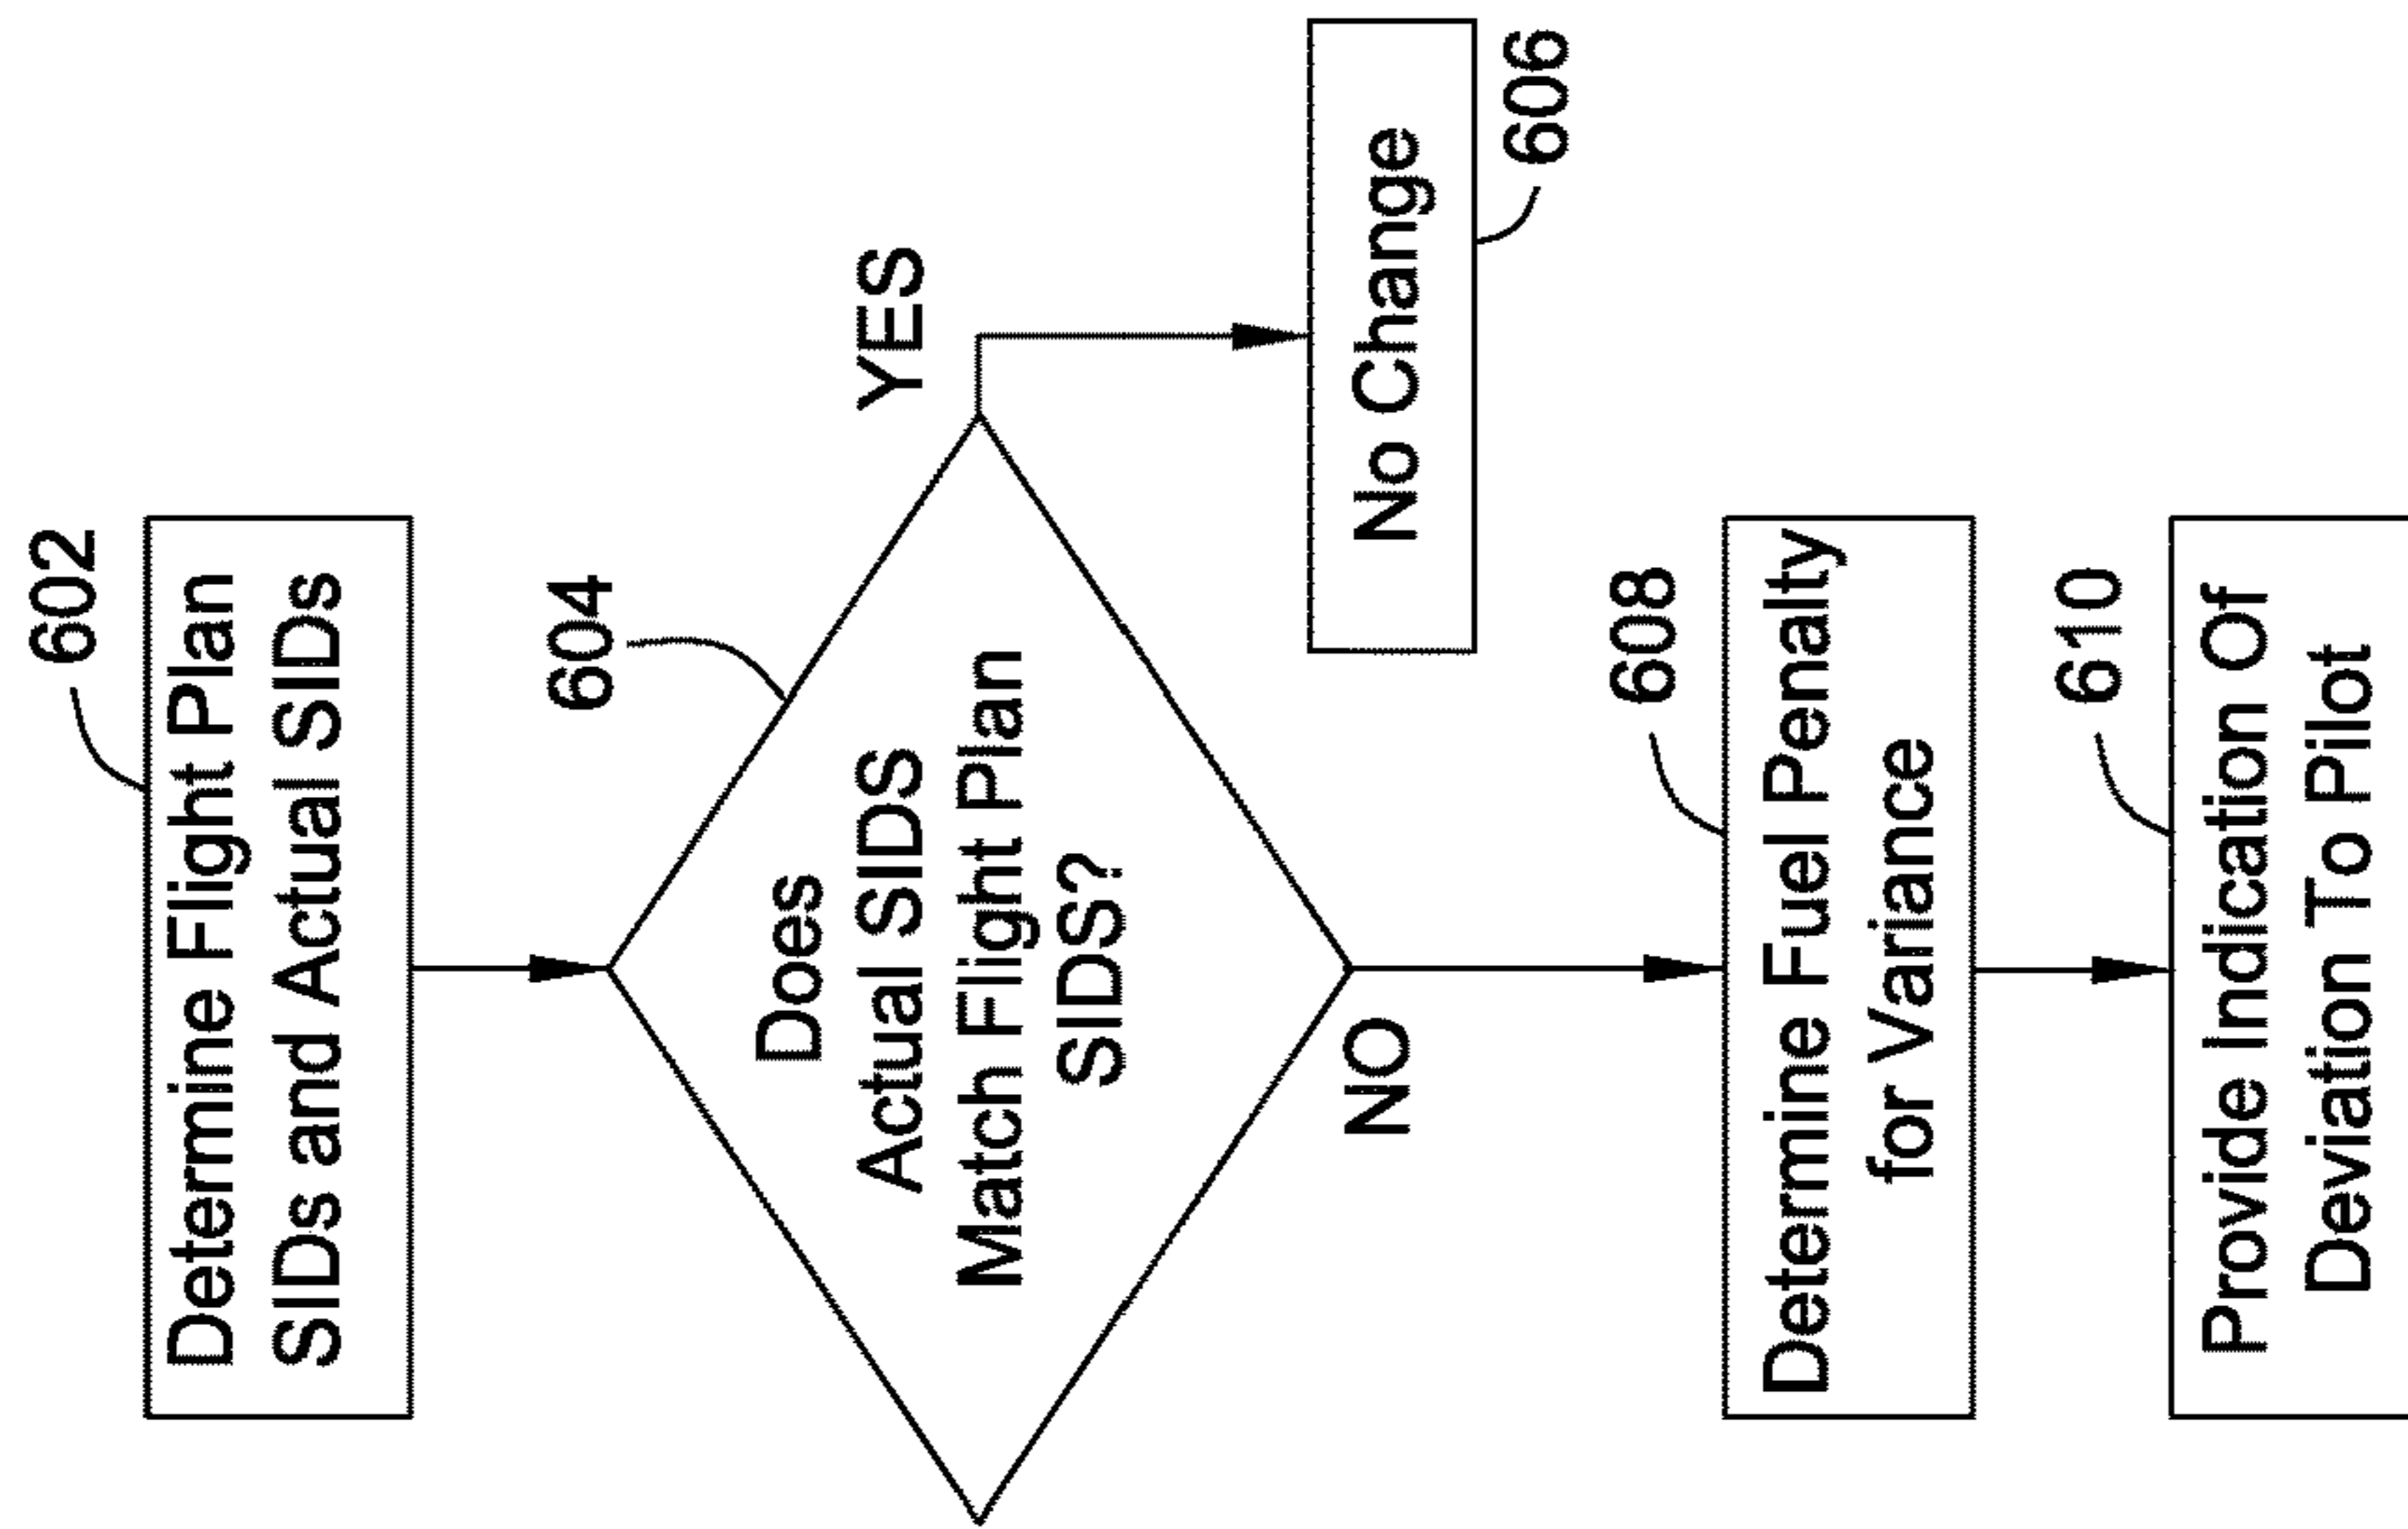 602
Determine Flight Plan
SIDs and Actual SIDs
604
Does
Actual SIDS
Match Flight Plan
SIDS?
YES
NO
No Change
606
608
Determine Fuel Penalty
for Variance
610
Provide Indication Of
Deviation To Pilot